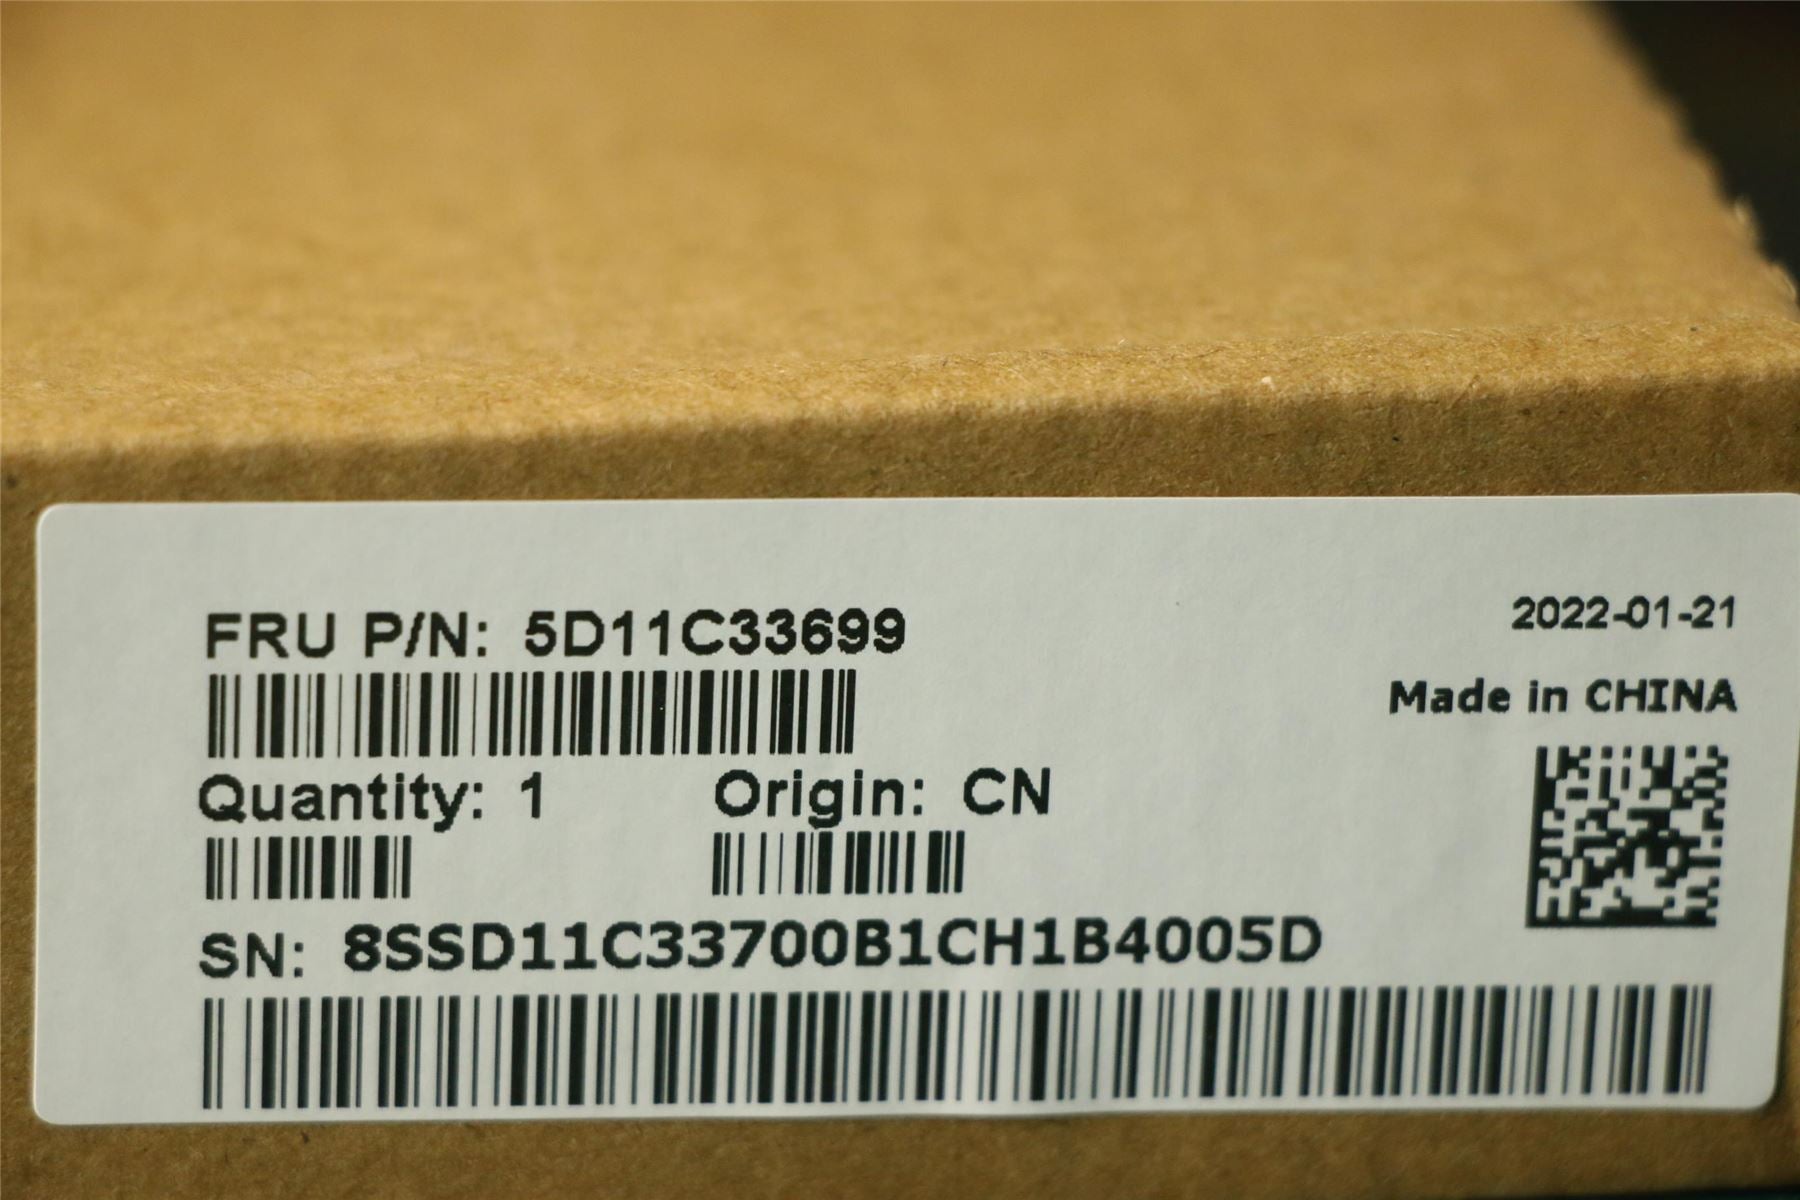 FRU P/N: 5D11C33699
2022-01-21
Made in CHINA
Quantity: 1
Origin: CN
SN: 8SSD11C33700B1CH1B4005D